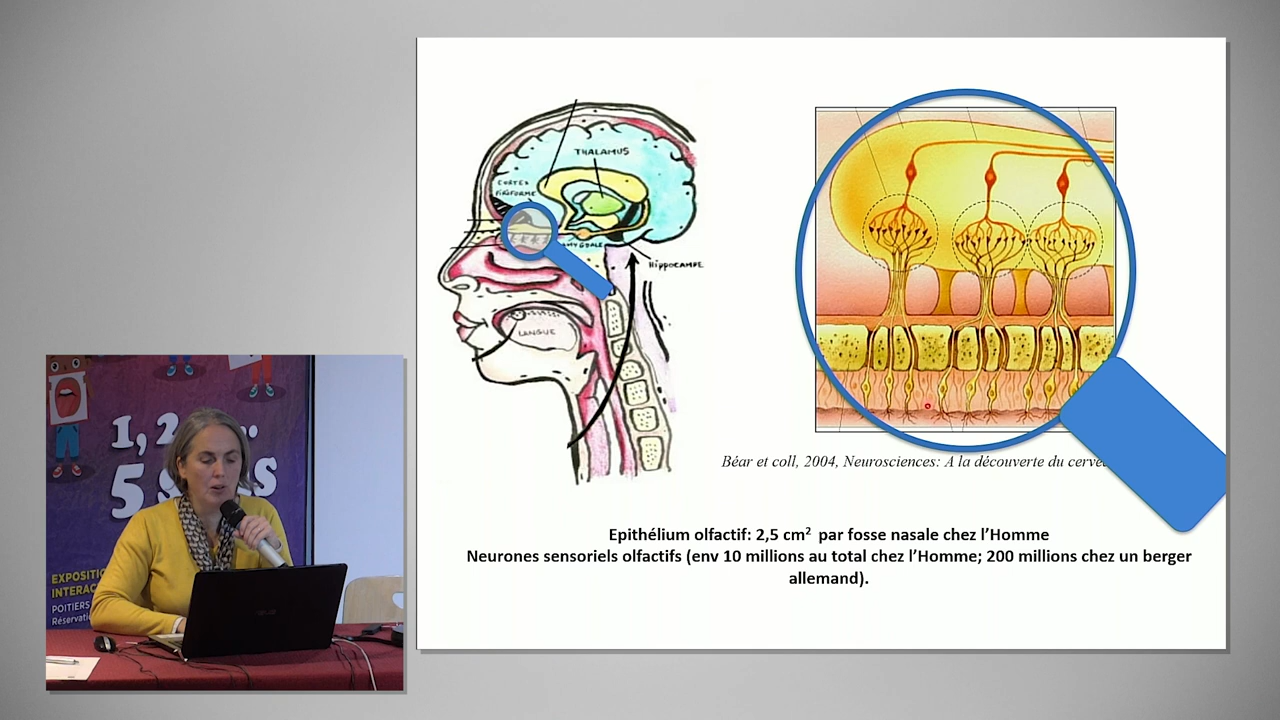 THALAMUS
CORTEX
PIRIFORME
AMYGDALE
HIPPOCAMPE
LANGUE
Béar et coll, 2004, Neurosciences: A la découverte du cerve
Epithélium olfactif: 2,5 cm² par fosse nasale chez l'Homme
Neurones sensoriels olfactifs (env 10 millions au total chez l'Homme; 200 millions chez un berger
allemand).
1, 2
5 s
EXPOSITIO
INTERAC
POITIERS
Réservati